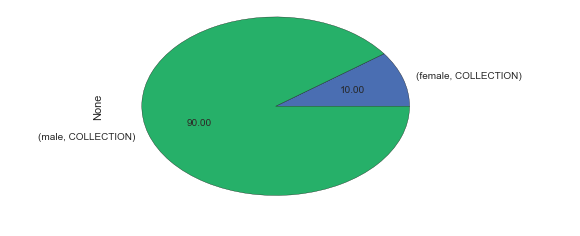 (female, COLLECTION)
10.00
None
90.00
(male, COLLECTION)